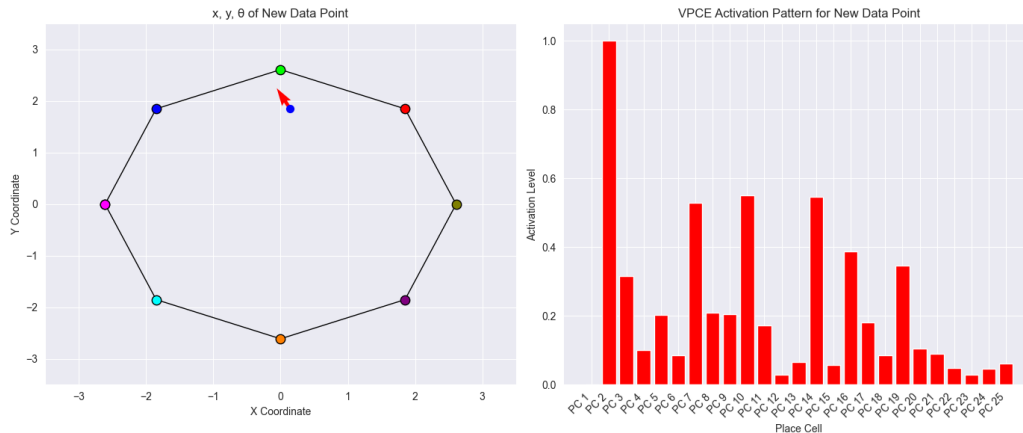 x, y, θ of New Data Point
3
2
1
0
−1
−2
−3
Y Coordinate
−3
−2
−1
0
1
2
3
X Coordinate
VPCE Activation Pattern for New Data Point
1.0
0.8
0.6
0.4
0.2
0.0
Activation Level
PC 1
PC 2
PC 3
PC 4
PC 5
PC 6
PC 7
PC 8
PC 9
PC 10
PC 11
PC 12
PC 13
PC 14
PC 15
PC 16
PC 17
PC 18
PC 19
PC 20
PC 21
PC 22
PC 23
PC 24
PC 25
Place Cell